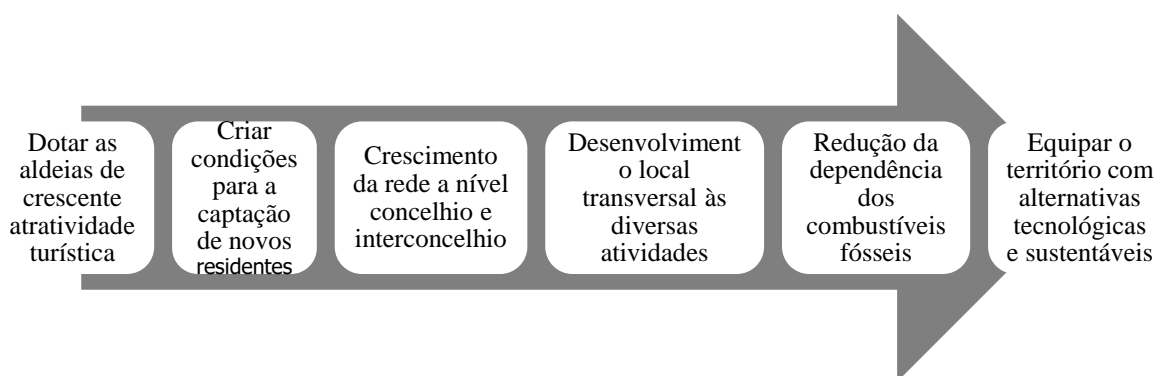 Dotar as
aldeias de
crescente
atratividade
turística
Criar
condições
para a
captação
de novos
residentes
Crescimento
da rede a nível
concelhio e
interconcelhio
Desenvolviment
o local
transversal às
diversas
atividades
Redução da
dependência
dos
combustíveis
fósseis
Equipar o
território com
alternativas
tecnológicas
e sustentáveis